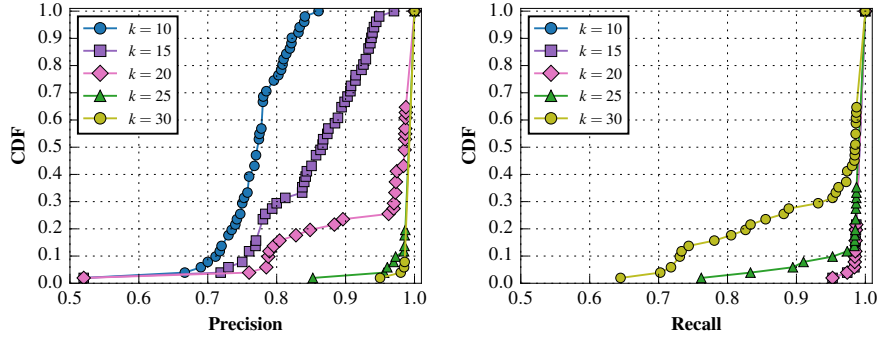 1.0
0.9
0.8
0.7
0.6
0.5
0.4
0.3
0.2
0.1
0.0
CDF
k = 10
k = 15
k = 20
k = 25
k = 30
0.5 0.6 0.7 0.8 0.9 1.0
Precision
1.0
0.9
0.8
0.7
0.6
0.5
0.4
0.3
0.2
0.1
0.0
CDF
k = 10
k = 15
k = 20
k = 25
k = 30
0.5 0.6 0.7 0.8 0.9 1.0
Recall